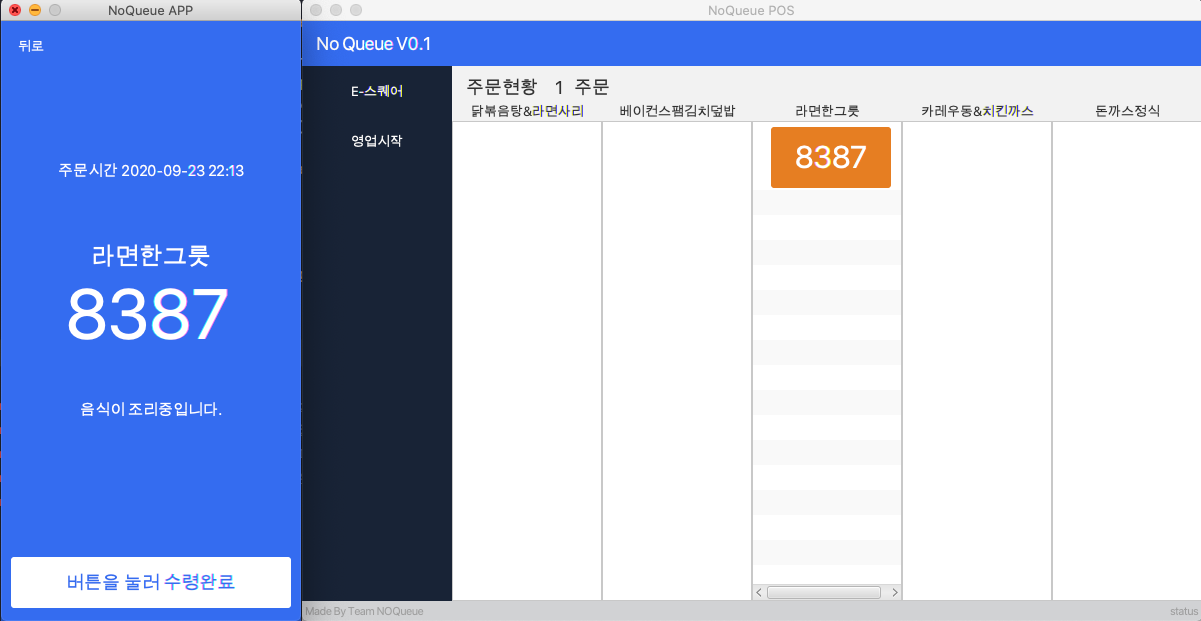 NoQueue APP
뒤로
주문시간 2020-09-23 22:13
라면한그릇
8387
음식이 조리중입니다.
버튼을 눌러 수령완료
NoQueue POS
No Queue V0.1
E-스퀘어
영업시작
주문현황 1 주문
닭볶음탕&라면사리 베이컨스팸김치덮밥 라면한그릇 카레우동&치킨까스 돈까스정식
8387
Made By Team NOQueue
status